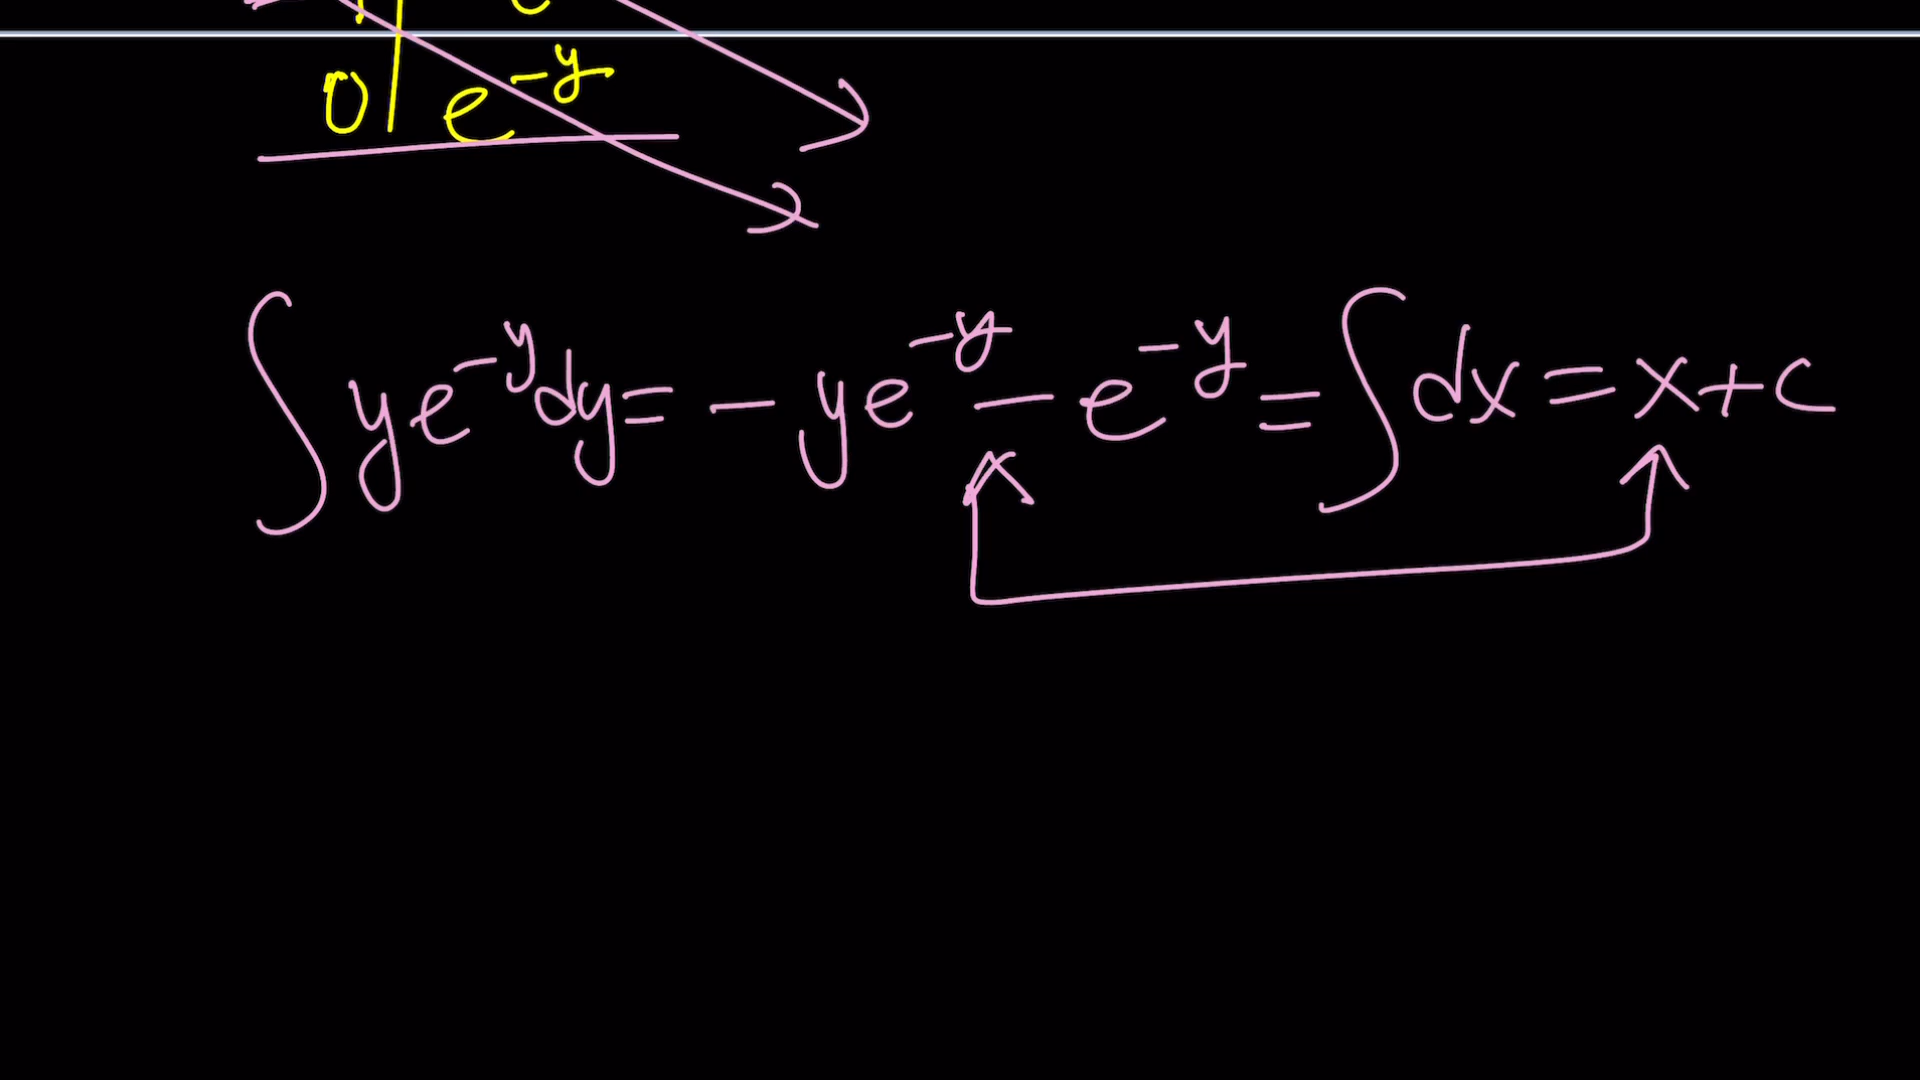 0 | e^{-y}
∫ye^{-y}dy = -ye^{-y} - e^{-y} = ∫dx = x+c